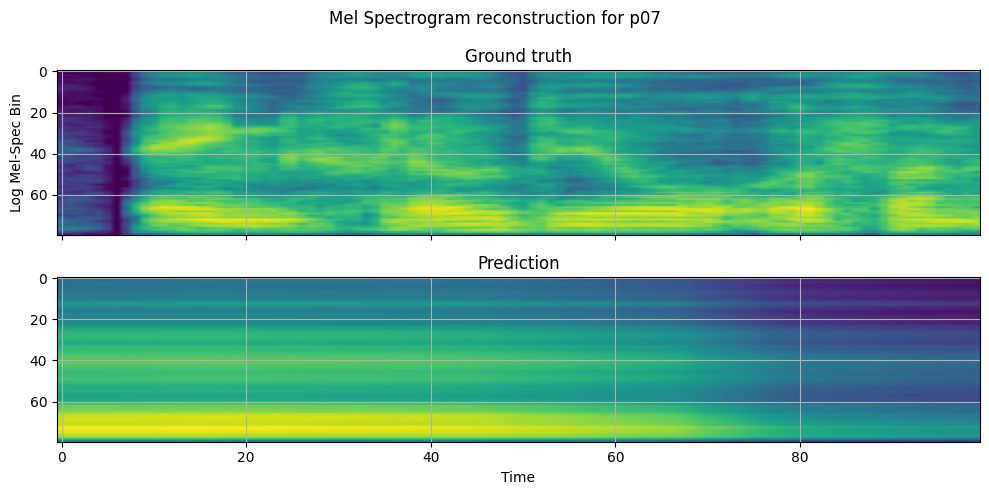 Mel Spectrogram reconstruction for p07
Ground truth
Log Mel-Spec Bin
0
20
40
60
Prediction
0
20
40
60
0 20 40 60 80
Time